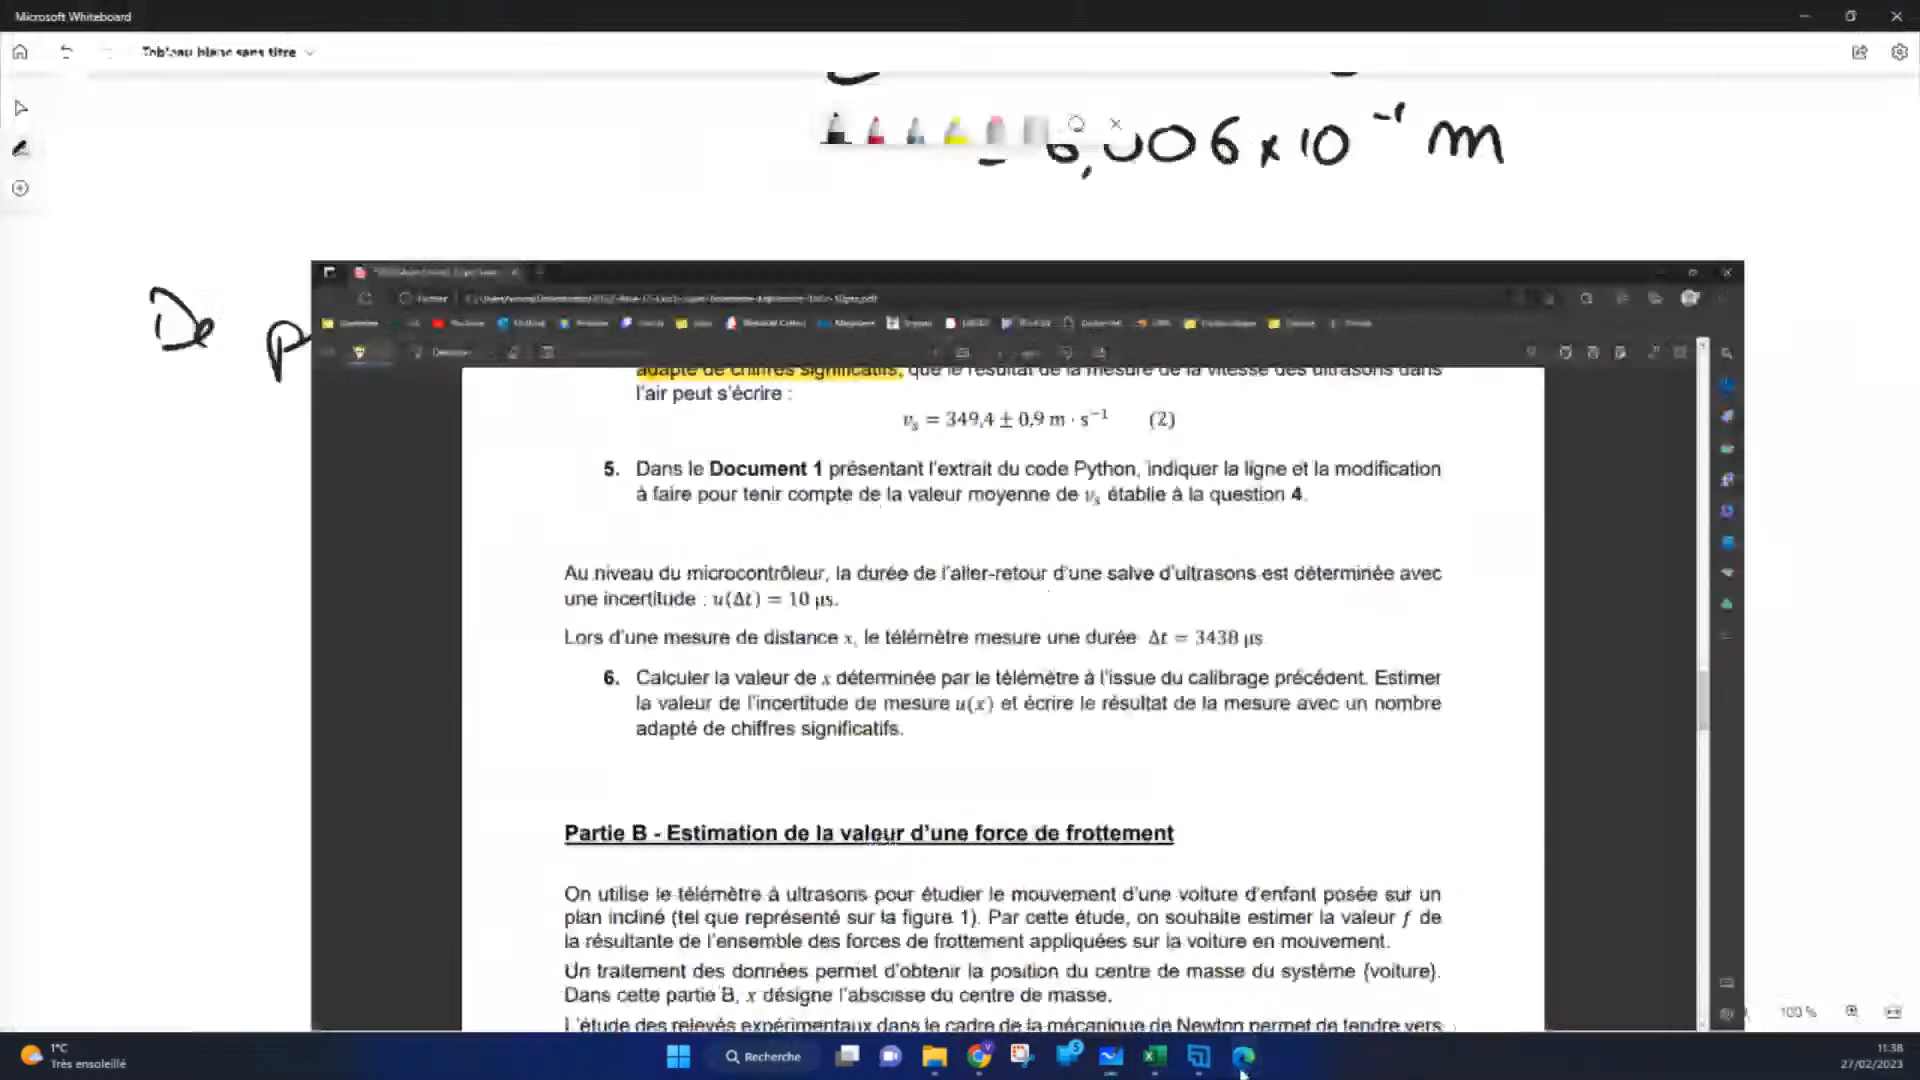 Microsoft Whiteboard
Tableau blanc sans titre
6,006 x 10⁻¹ m
De p
adapté de chiffres significatifs, que le résultat de la mesure de la vitesse des ultrasons dans
l'air peut s'écrire :
vₛ = 349,4 ± 0,9 m · s⁻¹ (2)
5. Dans le Document 1 présentant l'extrait du code Python, indiquer la ligne et la modification
à faire pour tenir compte de la valeur moyenne de vₛ établie à la question 4.
Au niveau du microcontrôleur, la durée de l'aller-retour d'une salve d'ultrasons est déterminée avec
une incertitude : u(Δt) = 10 µs.
Lors d'une mesure de distance x, le télémètre mesure une durée Δt = 3438 µs
6. Calculer la valeur de x déterminée par le télémètre à l'issue du calibrage précédent. Estimer
la valeur de l'incertitude de mesure u(x) et écrire le résultat de la mesure avec un nombre
adapté de chiffres significatifs.
Partie B - Estimation de la valeur d'une force de frottement
On utilise le télémètre à ultrasons pour étudier le mouvement d'une voiture d'enfant posée sur un
plan incliné (tel que représenté sur la figure 1). Par cette étude, on souhaite estimer la valeur f de
la résultante de l'ensemble des forces de frottement appliquées sur la voiture en mouvement.
Un traitement des données permet d'obtenir la position du centre de masse du système (voiture).
Dans cette partie B, x désigne l'abscisse du centre de masse.
L'étude des relevés expérimentaux dans le cadre de la mécanique de Newton permet de tendre vers
100 %
1°C
Très ensoleillé
Recherche
5
11:38
27/02/2023